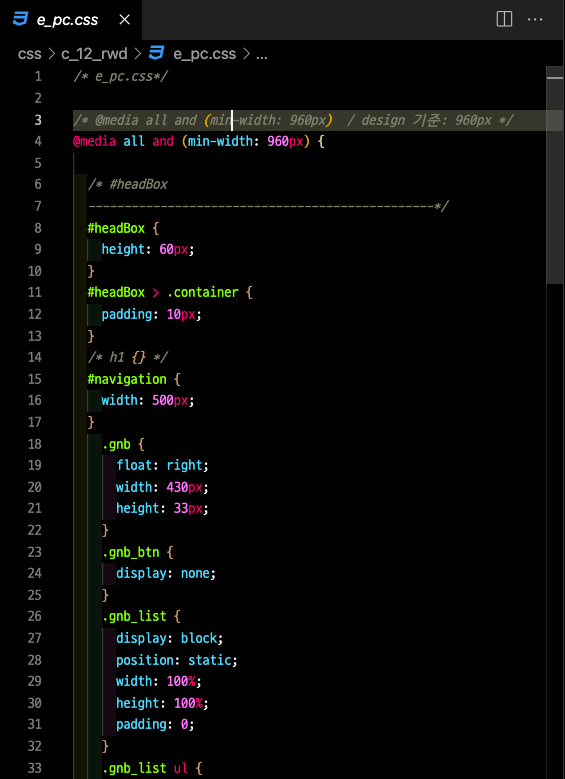 e_pc.css
css > c_12_rwd > e_pc.css > ...
1 /* e_pc.css*/
2
3 /* @media all and (min-width: 960px)  / design 기준: 960px */
4 @media all and (min-width: 960px) {
5
6 /* #headBox
7 ------------------------------------------------*/
8 #headBox {
9 height: 60px;
10 }
11 #headBox > .container {
12 padding: 10px;
13 }
14 /* h1 {} */
15 #navigation {
16 width: 500px;
17 }
18 .gnb {
19 float: right;
20 width: 430px;
21 height: 33px;
22 }
23 .gnb_btn {
24 display: none;
25 }
26 .gnb_list {
27 display: block;
28 position: static;
29 width: 100%;
30 height: 100%;
31 padding: 0;
32 }
33 .gnb_list ul {